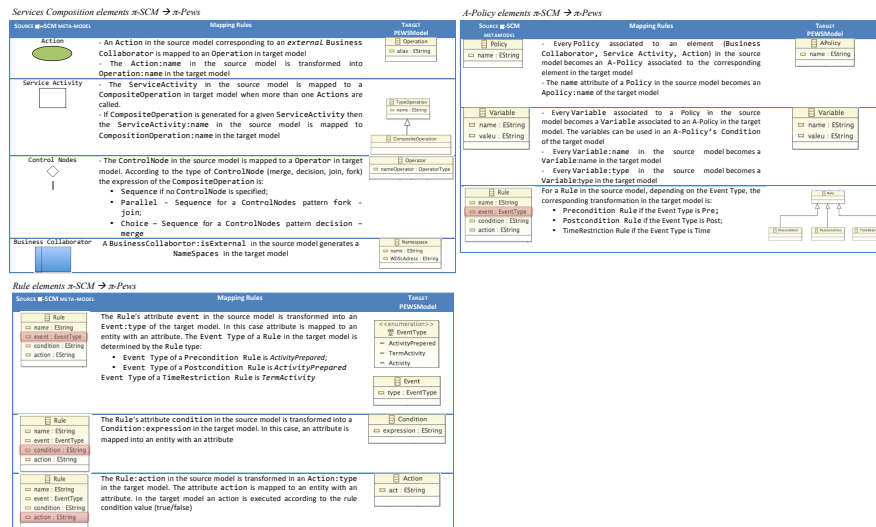 Services Composition elements π-SCM π-Pews
SOURCE π-SCM META-MODEL Mapping Rules TARGET
PEWSModel
Action
- An Action in the source model corresponding to an external Business
Collaborator is mapped to an Operation in target model
- The Action:name in the source model is transformed into
Operation:name in the target model
Operation
alias : EString
Service Activity
- The ServiceActivity in the source model is mapped to a
CompositeOperation in target model when more than one Actions are
called.
- If CompositeOperation is generated for a given ServiceActivity then
the ServiceActivity:name in the source model is mapped to
CompositionOperation:name in the target model
TypeOperation
name : EString
CompositeOperation
Control Nodes
- The ControlNode in the source model is mapped to a Operator in target
model. According to the type of ControlNode (merge, decision, join, fork)
the expression of the CompositeOperation is:
• Sequence if no ControlNode is specified;
• Parallel - Sequence for a ControlNodes pattern fork -
join;
• Choice – Sequence for a ControlNodes pattern decision –
merge
Operator
nameOperator : OperatorType
Business Collaborator
A BusinessCollabortor:isExternal in the source model generates a
NameSpaces in the target model
Namespace
name : EString
WDSLAdress : EString
A-Policy elements π-SCM π-Pews
SOURCE π-SCM Mapping Rules TARGET
METAMODEL PEWSModel
Policy
name : EString
- Every Policy associated to an element (Business
Collaborator, Service Activity, Action) in the source
model becomes an A-Policy associated to the corresponding
element in the target model
- The name attribute of a Policy in the source model becomes an
Apolicy:name of the target model
APolicy
name : EString
Variable
name : EString
valeu : EString
- Every Variable associated to a Policy in the source
model becomes a Variable associated to an A-Policy in the target
model. The variables can be used in an A-Policy's Condition
of the target model
- Every Variable:name in the source model becomes a
Variable:name in the target model
- Every Variable:type in the source model becomes a
Variable:type in the target model
Variable
name : EString
valeu : EString
Rule
name : EString
event : EventType
condition : EString
action : EString
For a Rule in the source model, depending on the Event Type, the
corresponding transformation in the target model is:
• Precondition Rule if the Event Type is Pre;
• Postcondition Rule if the Event Type is Post;
• TimeRestriction Rule if the Event Type is Time
Rule
Precondition Postcondition
Rule elements π-SCM π-Pews
SOURCE π-SCM META-MODEL Mapping Rules TARGET
PEWSModel
Rule
name : EString
event : EventType
condition : EString
action : EString
The Rule's attribute event in the source model is transformed into an
Event:type of the target model. In this case attribute is mapped to an
entity with an attribute. The Event Type of a Rule in the target model is
determined by the Rule type:
• Event Type of a Precondition Rule is ActivityPrepared;
• Event Type of a Postcondition Rule is ActivityPrepared
Event Type of a TimeRestriction Rule is TermActivity
<<enumeration>>
EventType
ActivityPrepered
TermActivity
Activity
Event
type : EventType
Rule
name : EString
event : EventType
condition : EString
action : EString
The Rule's attribute condition in the source model is transformed into a
Condition:expression in the target model. In this case, an attribute is
mapped into an entity with an attribute
Condition
expression : EString
Rule
name : EString
event : EventType
condition : EString
action : EString
The Rule:action in the source model is transformed in an Action:type
in the target model. The attribute action is mapped to an entity with an
attribute. In the target model an action is executed according to the rule
condition value (true/false)
Action
act : EString